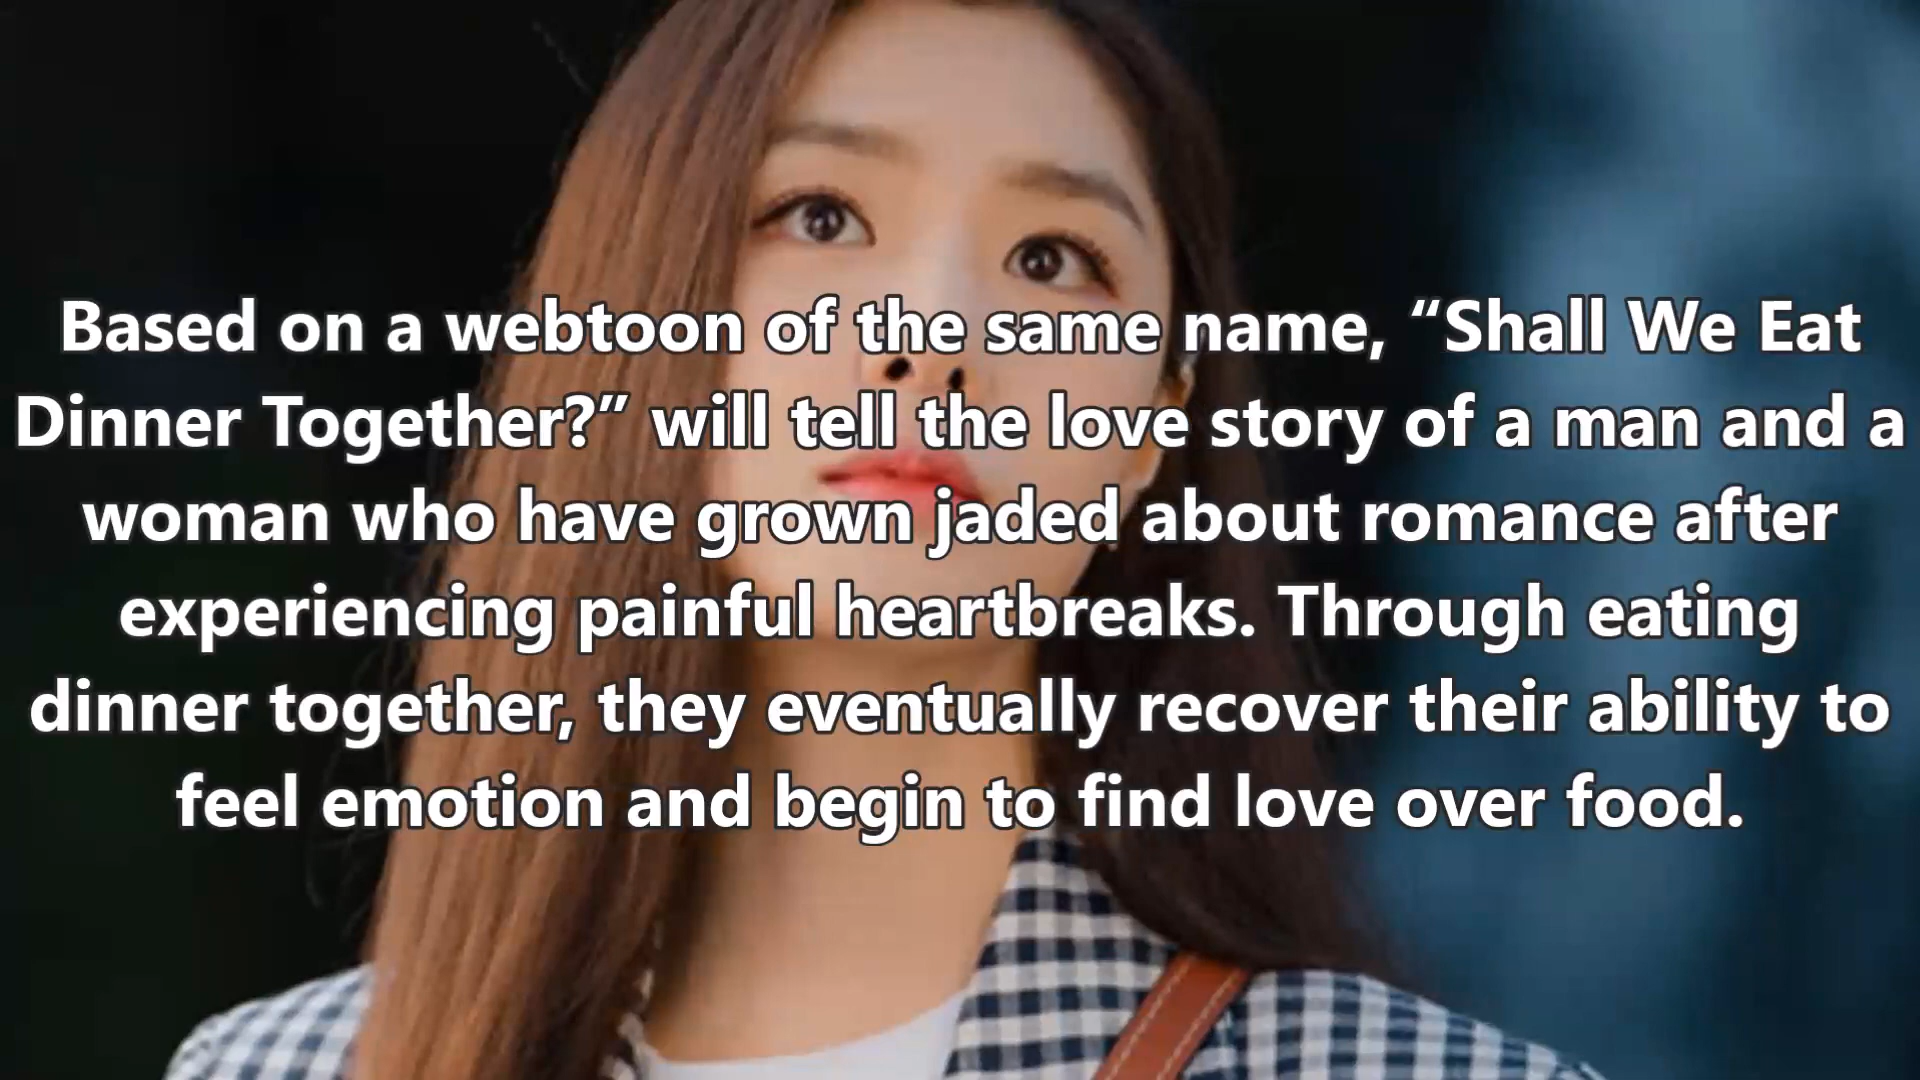 Based on a webtoon of the same name, “Shall We Eat
Dinner Together?” will tell the love story of a man and a
woman who have grown jaded about romance after
experiencing painful heartbreaks. Through eating
dinner together, they eventually recover their ability to
feel emotion and begin to find love over food.